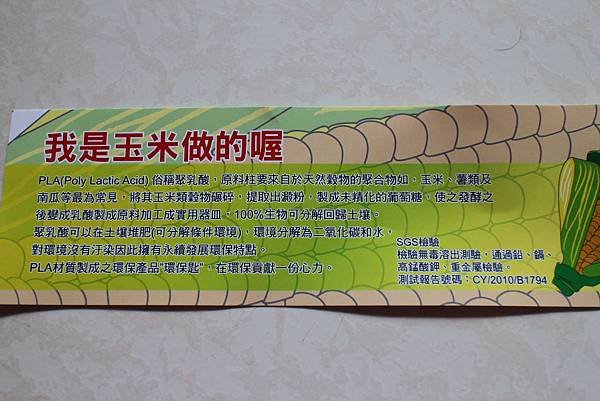 我是玉米做的喔
PLA(Poly Lactic Acid) 俗稱聚乳酸，原料柱要來自於天然穀物的聚合物如，玉米、薯類及
南瓜等最為常見，將其玉米類穀物碾碎，提取出澱粉，製成未精化的葡萄糖，使之發酵之
後變成乳酸製成原料加工成實用器皿，100%生物可分解回歸土壤。
聚乳酸可以在土壤堆肥(可分解條件環境)，環境分解為二氧化碳和水，
對環境沒有汙染因此擁有永續發展環保特點。
PLA材質製成之環保產品"環保匙"，在環保貢獻一份心力。
SGS檢驗
檢驗無毒溶出測驗，通過鉛、鎘、
高錳酸鉀、重金屬檢驗。
測試報告號碼：CY/2010/B1794